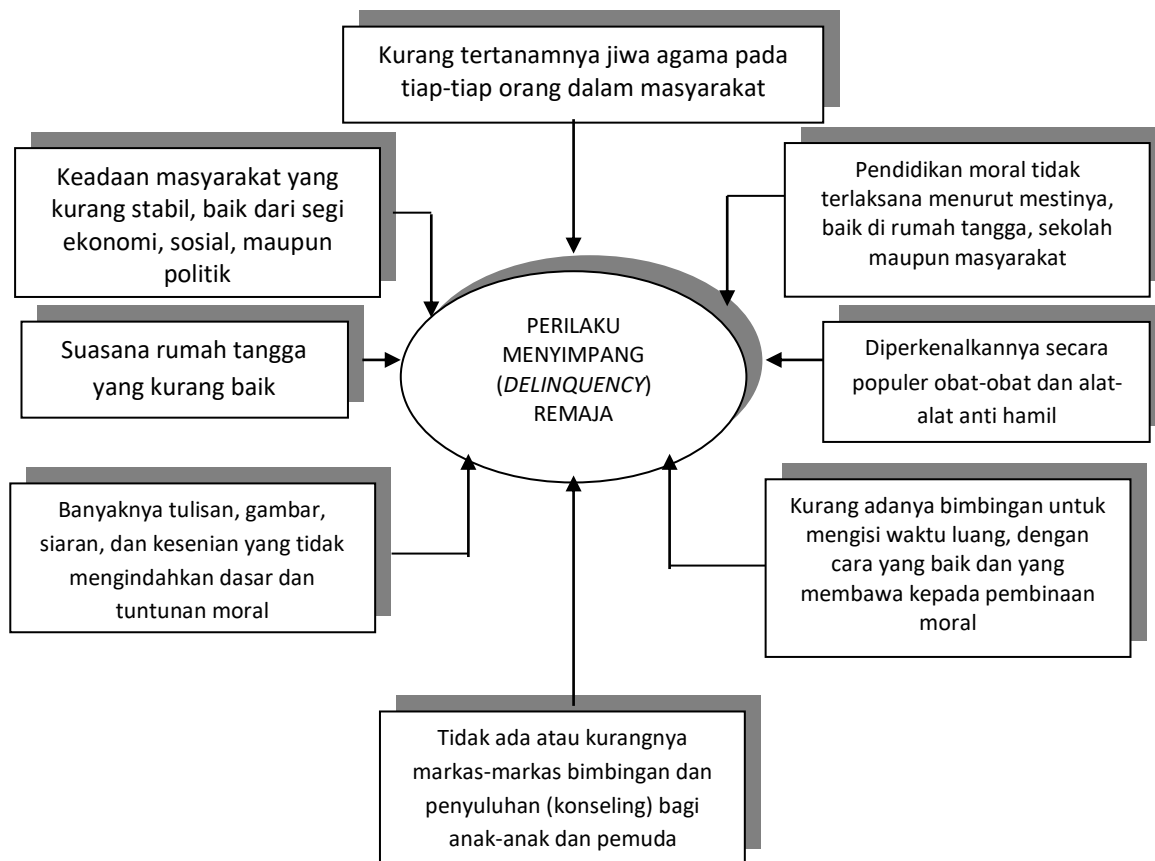 Kurang tertanamnya jiwa agama pada
tiap-tiap orang dalam masyarakat
Keadaan masyarakat yang
kurang stabil, baik dari segi
ekonomi, sosial, maupun
politik
Pendidikan moral tidak
terlaksana menurut mestinya,
baik di rumah tangga, sekolah
maupun masyarakat
Suasana rumah tangga
yang kurang baik
PERILAKU
MENYIMPANG
(DELINQUENCY)
REMAJA
Diperkenalkannya secara
populer obat-obat dan alat-
alat anti hamil
Banyaknya tulisan, gambar,
siaran, dan kesenian yang tidak
mengindahkan dasar dan
tuntunan moral
Kurang adanya bimbingan untuk
mengisi waktu luang, dengan
cara yang baik dan yang
membawa kepada pembinaan
moral
Tidak ada atau kurangnya
markas-markas bimbingan dan
penyuluhan (konseling) bagi
anak-anak dan pemuda